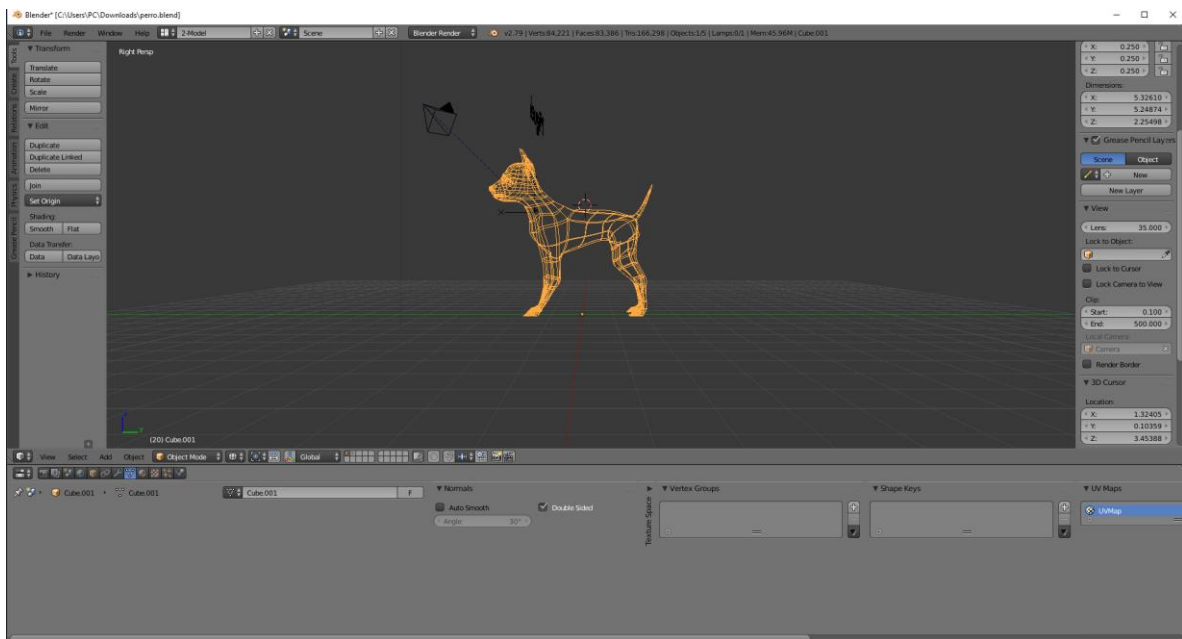 Blender* [C:\Users\PC\Downloads\perro.blend]
File Render Window Help 2-Model Scene Blender Render v2.79 | Verts:84,221 | Faces:83,386 | Tris:166,298 | Objects:1/5 | Lamps:0/1 | Mem:45.96M | Cube.001
Tools
Create
Relations
Animation
Physics
Grease Pencil
Transform
Translate
Rotate
Scale
Mirror
Edit
Duplicate
Duplicate Linked
Delete
Join
Set Origin
Shading:
Smooth Flat
Data Transfer:
Data Data Layo
History
Right Persp
(20) Cube.001
X: 0.250
Y: 0.250
Z: 0.250
Dimensions:
X: 5.32610
Y: 5.24874
Z: 2.25498
Grease Pencil Layers
Scene Object
New
New Layer
View
Lens: 35.000
Lock to Object:
Lock to Cursor
Lock Camera to View
Clip:
Start: 0.100
End: 500.000
Local Camera:
Camera
Render Border
3D Cursor
Location:
X: 1.32405
Y: 0.10359
Z: 3.45388
View Select Add Object Object Mode Global
Cube.001 Cube.001
Cube.001 F
Normals
Auto Smooth Double Sided
Angle: 30°
Texture Space
Vertex Groups
Shape Keys
UV Maps
UVMap